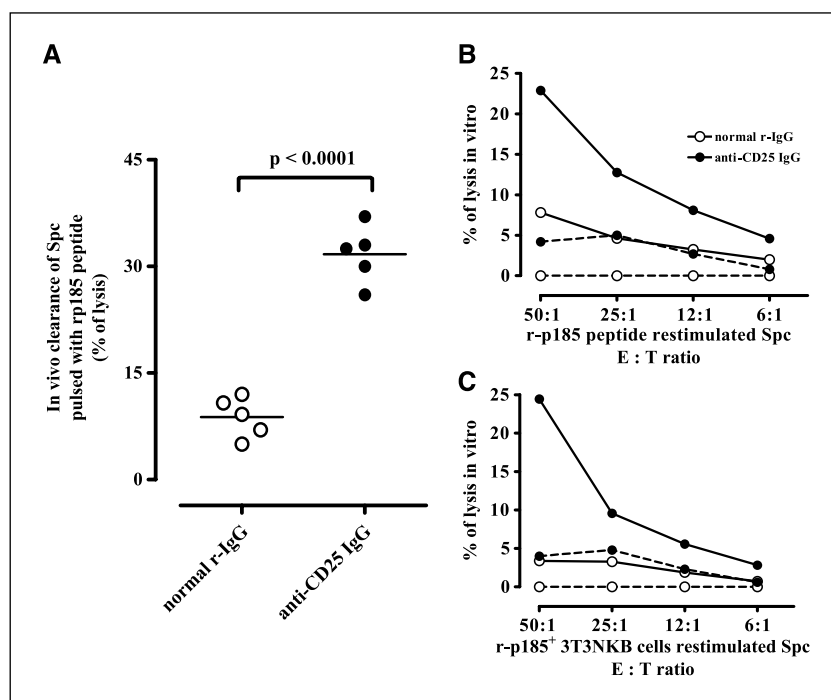 A
In vivo clearance of Spc
pulsed with rp185 peptide
(% of lysis)
45
30
15
0
p < 0.0001
normal r-IgG
anti-CD25 IgG
B
% of lysis in vitro
25
20
15
10
5
0
normal r-IgG
anti-CD25 IgG
50:1 25:1 12:1 6:1
r-p185 peptide restimulated Spc
E : T ratio
C
% of lysis in vitro
25
20
15
10
5
0
50:1 25:1 12:1 6:1
r-p185⁺ 3T3NKB cells restimulated Spc
E : T ratio